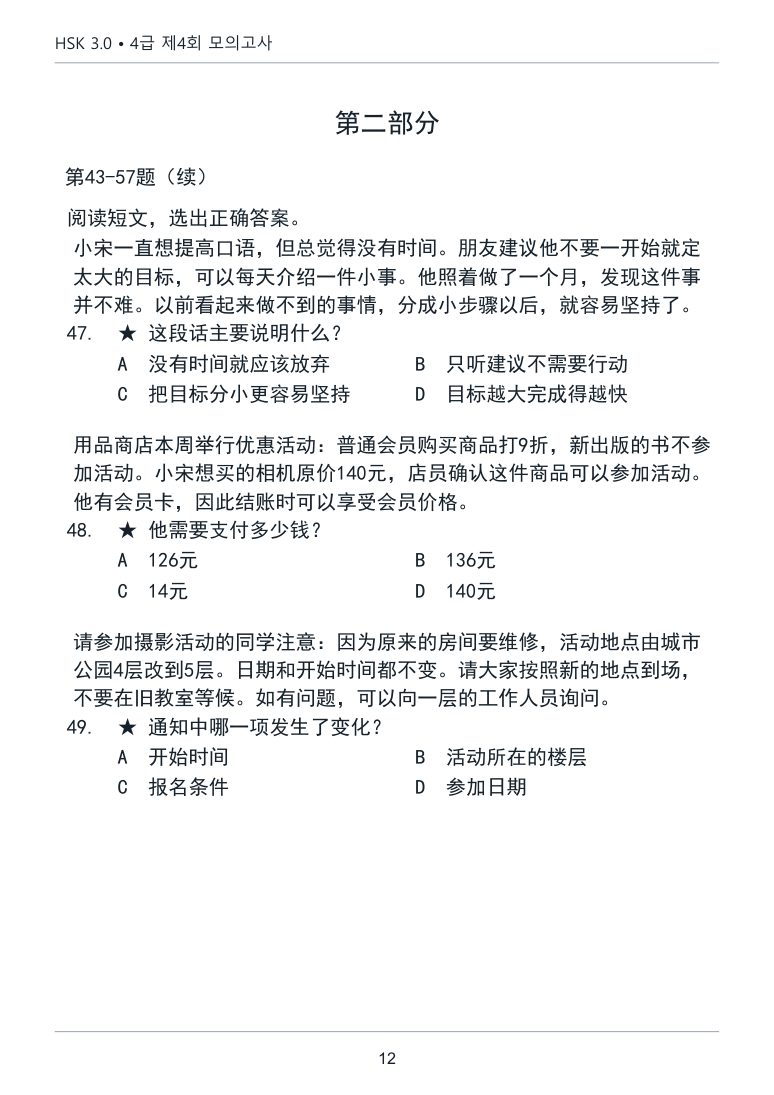 HSK 3.0 • 4급 제4회 모의고사
第二部分
第43-57题（续）
阅读短文，选出正确答案。
小宋一直想提高口语，但总觉得没有时间。朋友建议他不要一开始就定
太大的目标，可以每天介绍一件小事。他照着做了一个月，发现这件事
并不难。以前看起来做不到的事情，分成小步骤以后，就容易坚持了。
47. ★ 这段话主要说明什么？
A 没有时间就应该放弃 B 只听建议不需要行动
C 把目标分小更容易坚持 D 目标越大完成得越快
用品商店本周举行优惠活动：普通会员购买商品打9折，新出版的书不参
加活动。小宋想买的相机原价140元，店员确认这件商品可以参加活动。
他有会员卡，因此结账时可以享受会员价格。
48. ★ 他需要支付多少钱？
A 126元 B 136元
C 14元 D 140元
请参加摄影活动的同学注意：因为原来的房间要维修，活动地点由城市
公园4层改到5层。日期和开始时间都不变。请大家按照新的地点到场，
不要在旧教室等候。如有问题，可以向一层的工作人员询问。
49. ★ 通知中哪一项发生了变化？
A 开始时间 B 活动所在的楼层
C 报名条件 D 参加日期
12